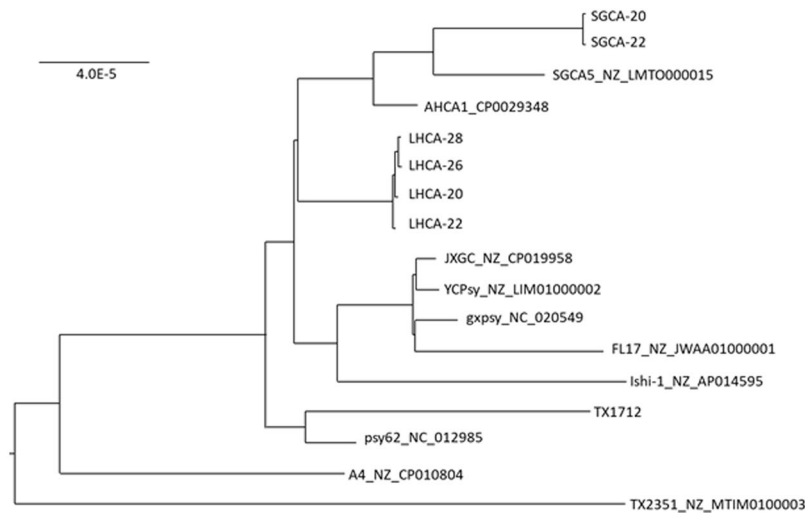 SGCA-20
SGCA-22
4.0E-5
SGCA5_NZ_LMTO000015
AHCA1_CP0029348
LHCA-28
LHCA-26
LHCA-20
LHCA-22
JXGC_NZ_CP019958
YCPsy_NZ_LIM01000002
gxpsy_NC_020549
FL17_NZ_JWAA01000001
Ishi-1_NZ_AP014595
TX1712
psy62_NC_012985
A4_NZ_CP010804
TX2351_NZ_MTIM0100003